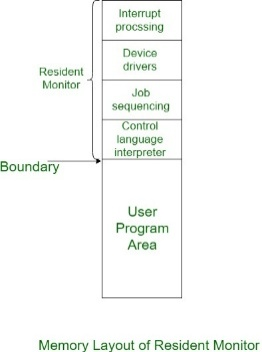 Interrupt
procssing
Device
drivers
Resident
Monitor
Job
sequencing
Control
language
interpreter
Boundary
User
Program
Area
Memory Layout of Resident Monitor